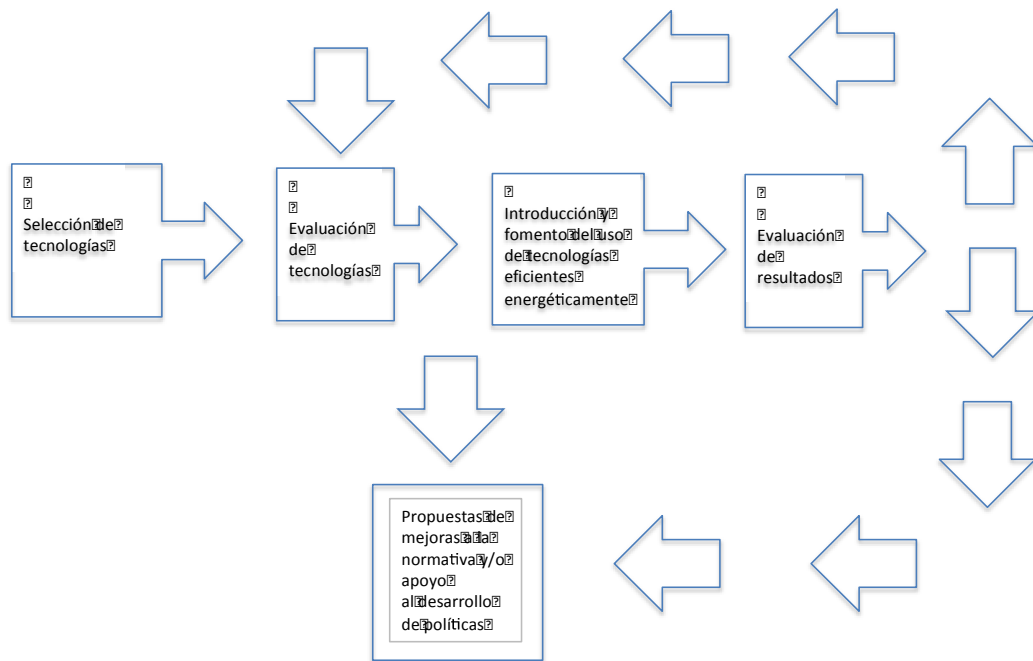 Selección de
tecnologías
Evaluación
de
tecnologías
Introducción y
fomento del uso
de tecnologías
eficientes
energéticamente
Evaluación
de
resultados
Propuestas de
mejoras a la
normativa y/o
apoyo
al desarrollo
de políticas